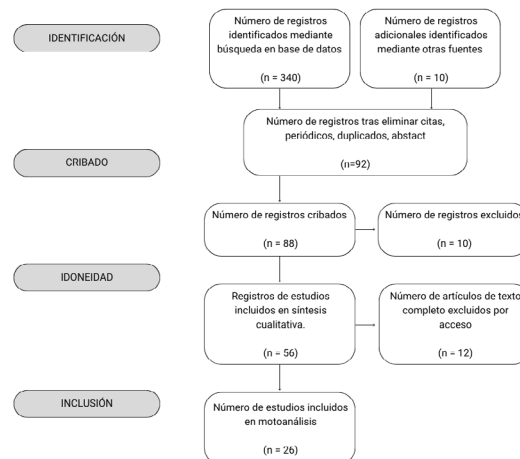 IDENTIFICACIÓN
Número de registros
identificados mediante
búsqueda en base de datos
(n = 340)
Número de registros
adicionales identificados
mediante otras fuentes
(n = 10)
Número de registros tras eliminar citas,
periódicos, duplicados, abstact
(n=92)
CRIBADO
Número de registros cribados
(n = 88)
Número de registros excluidos
(n = 10)
IDONEIDAD
Registros de estudios
incluidos en síntesis
cualitativa.
(n = 56)
Número de artículos de texto
completo excluidos por
acceso
(n = 12)
INCLUSIÓN
Número de estudios incluidos
en motoanálisis
(n = 26)